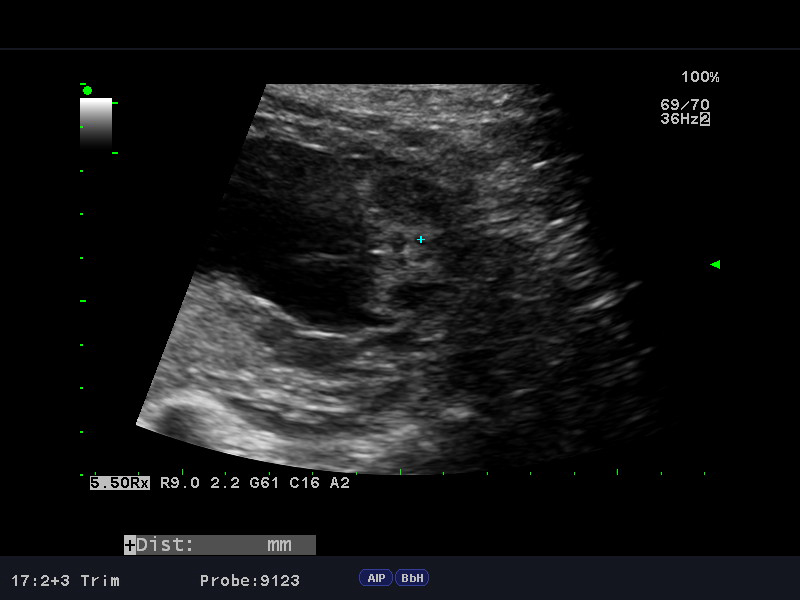 100%
69/70
36Hz2
5.50Rx R9.0 2.2 G61 C16 A2
+Dist: mm
17:2+3 Trim Probe:9123 AIP BbH